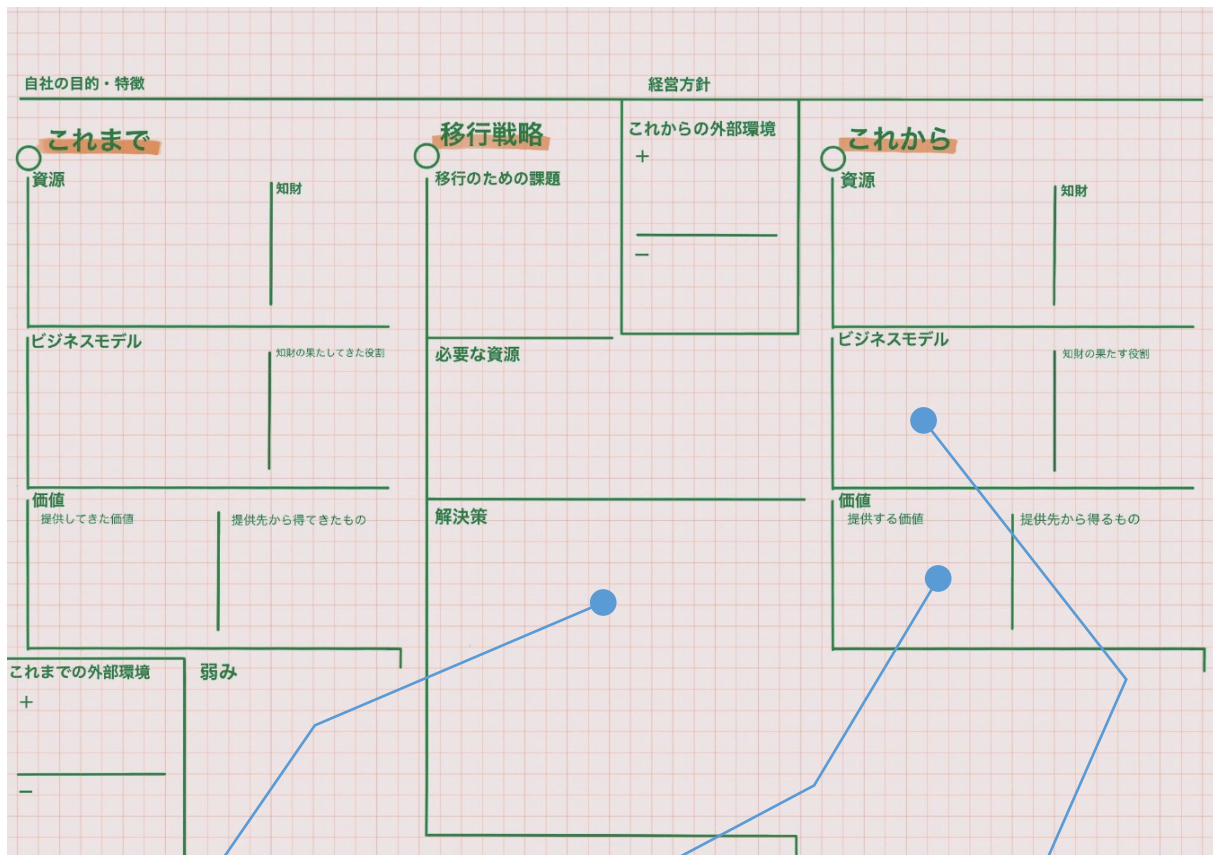 自社の目的・特徴
経営方針
これまで
資源
知財
ビジネスモデル
知財の果たしてきた役割
価値
提供してきた価値
提供先から得てきたもの
これまでの外部環境
+
−
弱み
移行戦略
移行のための課題
必要な資源
解決策
これからの外部環境
+
−
これから
資源
知財
ビジネスモデル
知財の果たす役割
価値
提供する価値
提供先から得るもの